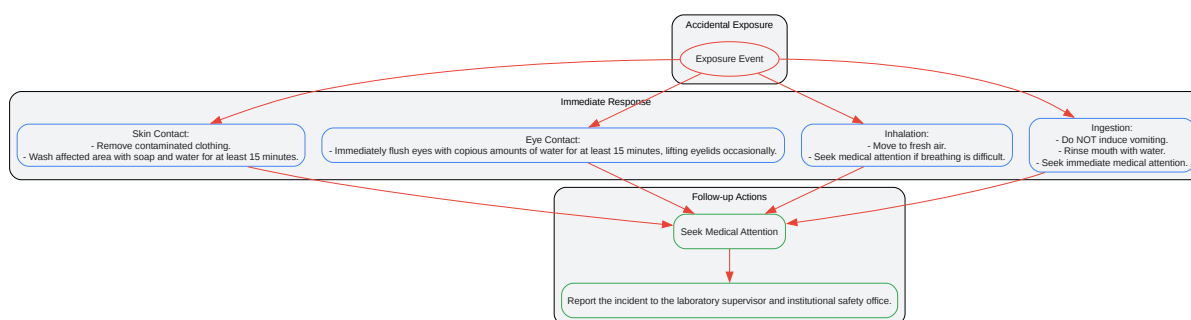 Accidental Exposure
Exposure Event
Immediate Response
Skin Contact:
- Remove contaminated clothing.
- Wash affected area with soap and water for at least 15 minutes.
Eye Contact:
- Immediately flush eyes with copious amounts of water for at least 15 minutes, lifting eyelids occasionally.
Inhalation:
- Move to fresh air.
- Seek medical attention if breathing is difficult.
Ingestion:
- Do NOT induce vomiting.
- Rinse mouth with water.
- Seek immediate medical attention.
Follow-up Actions
Seek Medical Attention
Report the incident to the laboratory supervisor and institutional safety office.